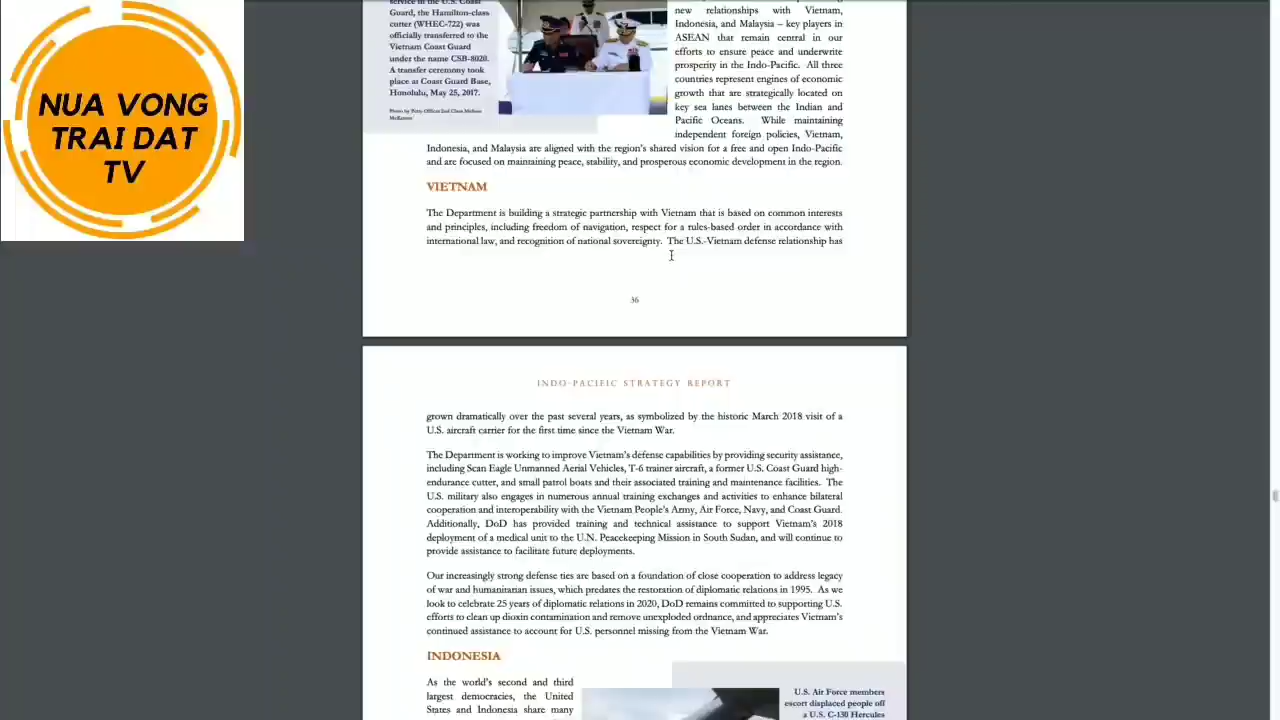 NUA VONG
TRAI DAT
TV
service in the U.S. Coast
Guard, the Hamilton-class
cutter (WHEC-722) was
officially transferred to the
Vietnam Coast Guard
under the name CSB-8020.
A transfer ceremony took
place at Coast Guard Base,
Honolulu, May 25, 2017.
Photo by Petty Officer 2nd Class Melissa
McKenzie
new relationships with Vietnam,
Indonesia, and Malaysia – key players in
ASEAN that remain central in our
efforts to ensure peace and underwrite
prosperity in the Indo-Pacific. All three
countries represent engines of economic
growth that are strategically located on
key sea lanes between the Indian and
Pacific Oceans. While maintaining
independent foreign policies, Vietnam,
Indonesia, and Malaysia are aligned with the region's shared vision for a free and open Indo-Pacific
and are focused on maintaining peace, stability, and prosperous economic development in the region.
VIETNAM
The Department is building a strategic partnership with Vietnam that is based on common interests
and principles, including freedom of navigation, respect for a rules-based order in accordance with
international law, and recognition of national sovereignty. The U.S.-Vietnam defense relationship has
36
INDO-PACIFIC STRATEGY REPORT
grown dramatically over the past several years, as symbolized by the historic March 2018 visit of a
U.S. aircraft carrier for the first time since the Vietnam War.
The Department is working to improve Vietnam's defense capabilities by providing security assistance,
including Scan Eagle Unmanned Aerial Vehicles, T-6 trainer aircraft, a former U.S. Coast Guard high-
endurance cutter, and small patrol boats and their associated training and maintenance facilities. The
U.S. military also engages in numerous annual training exchanges and activities to enhance bilateral
cooperation and interoperability with the Vietnam People's Army, Air Force, Navy, and Coast Guard.
Additionally, DoD has provided training and technical assistance to support Vietnam's 2018
deployment of a medical unit to the U.N. Peacekeeping Mission in South Sudan, and will continue to
provide assistance to facilitate future deployments.
Our increasingly strong defense ties are based on a foundation of close cooperation to address legacy
of war and humanitarian issues, which predates the restoration of diplomatic relations in 1995. As we
look to celebrate 25 years of diplomatic relations in 2020, DoD remains committed to supporting U.S.
efforts to clean up dioxin contamination and remove unexploded ordnance, and appreciates Vietnam's
continued assistance to account for U.S. personnel missing from the Vietnam War.
INDONESIA
As the world's second and third
largest democracies, the United
States and Indonesia share many
U.S. Air Force members
escort displaced people off
a U.S. C-130 Hercules